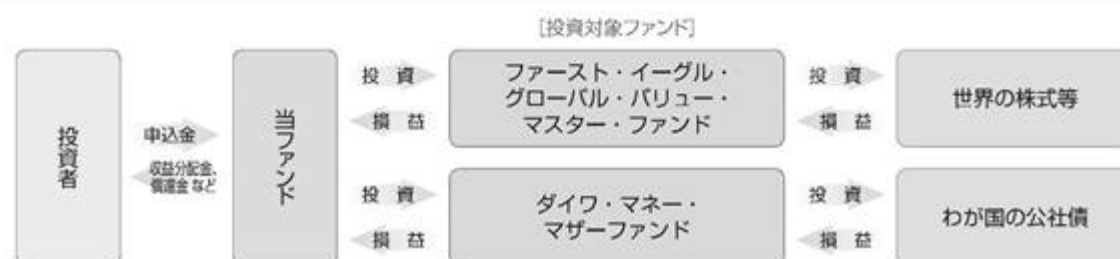 [投資対象ファンド]
投資者
申込金
収益分配金、
償還金 など
当ファンド
投 資
損 益
ファースト・イーグル・
グローバル・バリュー・
マスター・ファンド
投 資
損 益
世界の株式等
投 資
損 益
ダイワ・マネー・
マザーファンド
投 資
損 益
わが国の公社債